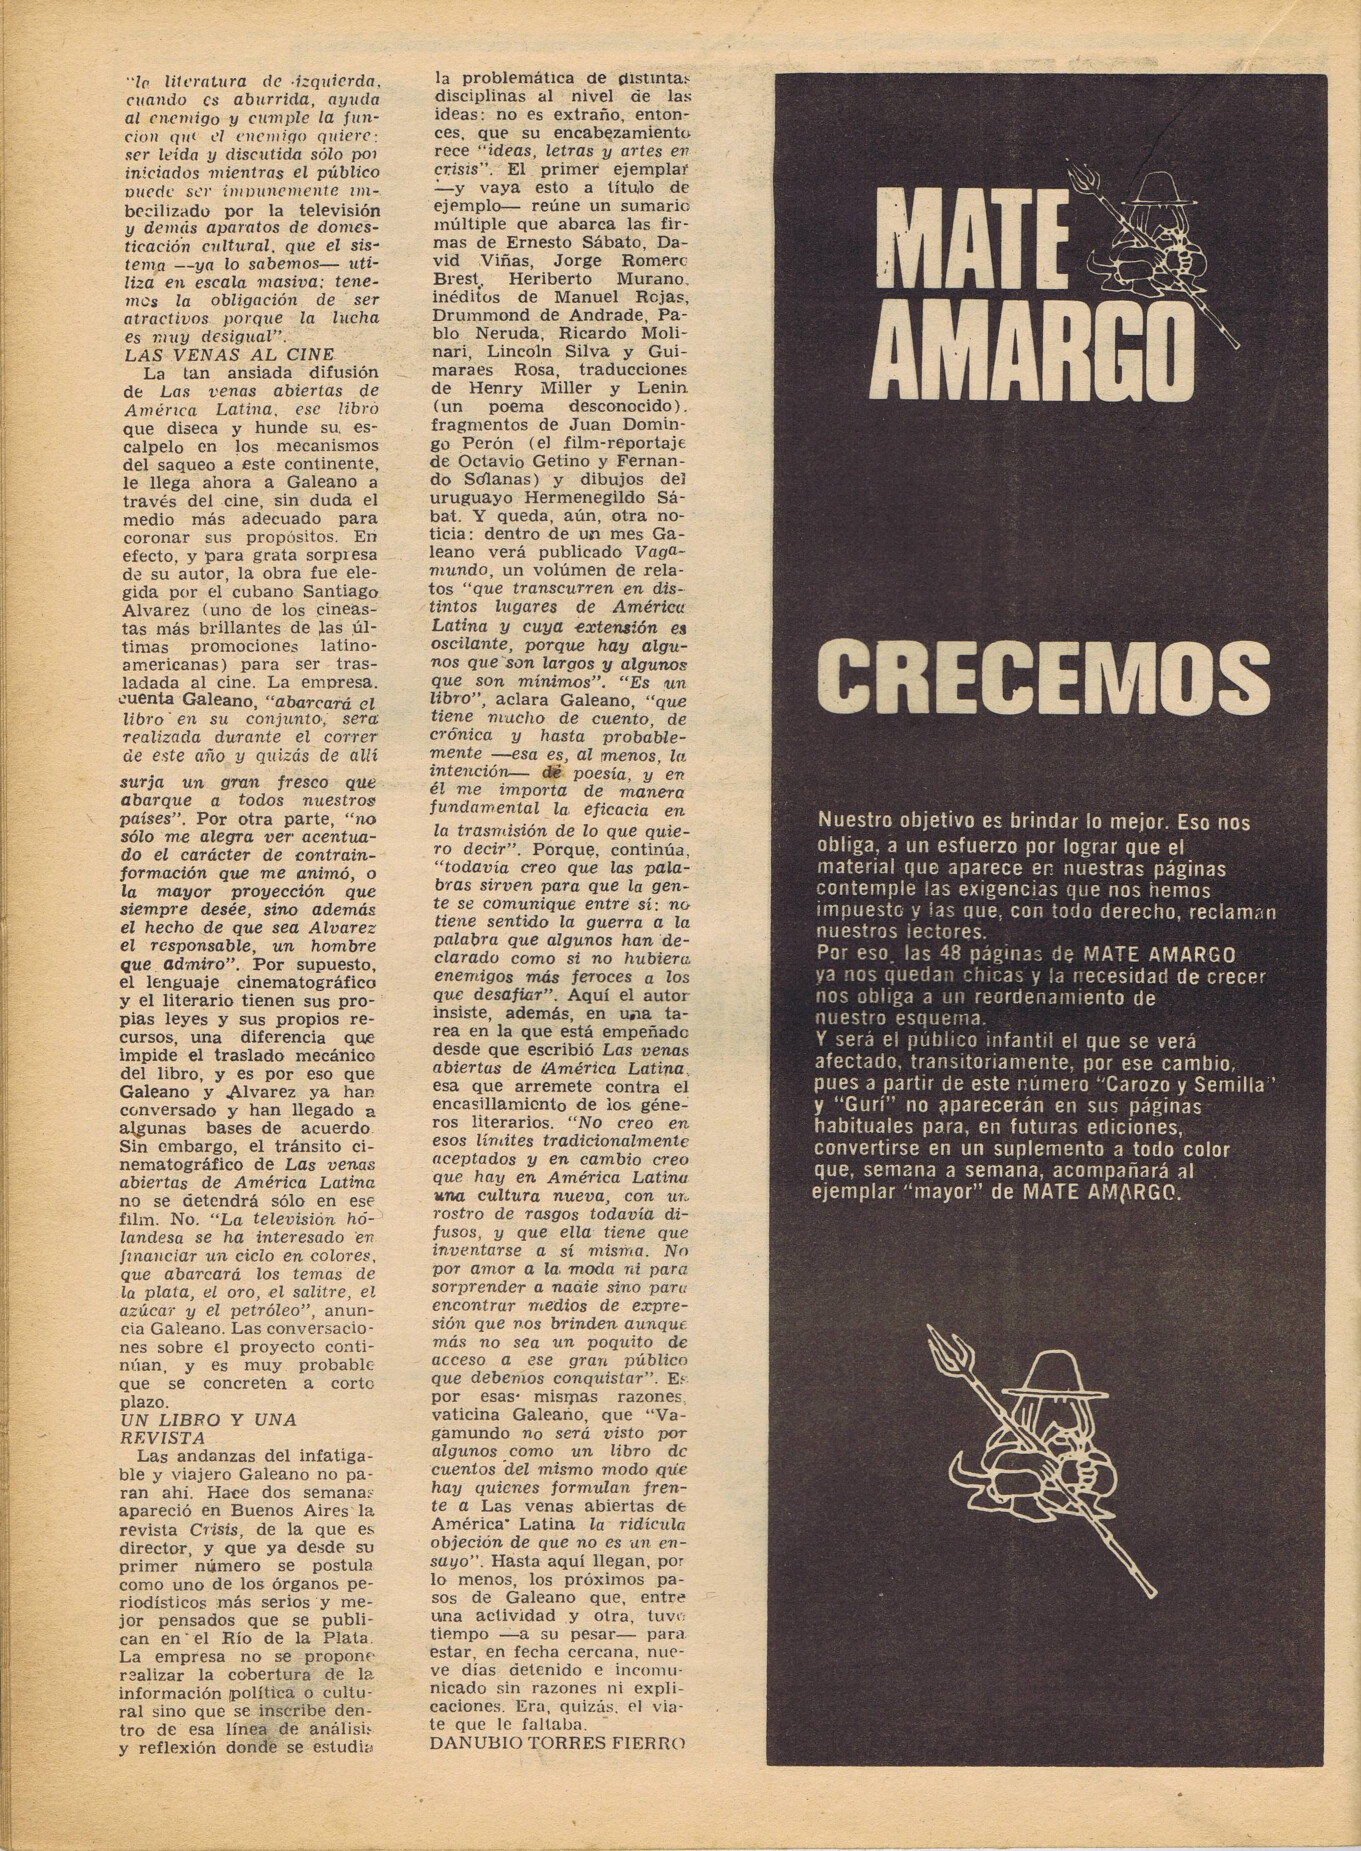 "la literatura de izquierda,
cuando es aburrida, ayuda
al enemigo y cumple la fun-
cion que el enemigo quiere:
ser leída y discutida sólo por
iniciados mientras el público
puede ser impunemente im-
becilizado por la televisión
y demás aparatos de domes-
ticación cultural, que el sis-
tema —ya lo sabemos— uti-
liza en escala masiva; tene-
mos la obligación de ser
atractivos porque la lucha
es muy desigual".
LAS VENAS AL CINE
La tan ansiada difusión
de Las venas abiertas de
América Latina, ese libro
que diseca y hunde su es-
calpelo en los mecanismos
del saqueo a este continente,
le llega ahora a Galeano a
través del cine, sin duda el
medio más adecuado para
coronar sus propósitos. En
efecto, y para grata sorpresa
de su autor, la obra fue ele-
gida por el cubano Santiago
Alvarez (uno de los cineas-
tas más brillantes de las úl-
timas promociones latino-
americanas) para ser tras-
ladada al cine. La empresa,
cuenta Galeano, "abarcará el
libro en su conjunto, será
realizada durante el correr
de este año y quizás de allí
surja un gran fresco que
abarque a todos nuestros
países". Por otra parte, "no
sólo me alegra ver acentua-
do el carácter de contrain-
formación que me animó, o
la mayor proyección que
siempre desée, sino además
el hecho de que sea Alvarez
el responsable, un hombre
que admiro". Por supuesto,
el lenguaje cinematográfico
y el literario tienen sus pro-
pias leyes y sus propios re-
cursos, una diferencia que
impide el traslado mecánico
del libro, y es por eso que
Galeano y Alvarez ya han
conversado y han llegado a
algunas bases de acuerdo.
Sin embargo, el tránsito ci-
nematográfico de Las venas
abiertas de América Latina
no se detendrá sólo en ese
film. No. "La televisión ho-
landesa se ha interesado en
financiar un ciclo en colores,
que abarcará los temas de
la plata, el oro, el salitre, el
azúcar y el petróleo", anun-
cia Galeano. Las conversacio-
nes sobre el proyecto conti-
núan, y es muy probable
que se concreten a corto
plazo.
UN LIBRO Y UNA
REVISTA
Las andanzas del infatiga-
ble y viajero Galeano no pa-
ran ahí. Hace dos semanas
apareció en Buenos Aires la
revista Crisis, de la que es
director, y que ya desde su
primer número se postula
como uno de los órganos pe-
riodísticos más serios y me-
jor pensados que se publi-
can en el Río de la Plata.
La empresa no se propone
realizar la cobertura de la
información política o cultu-
ral sino que se inscribe den-
tro de esa línea de análisis
y reflexión donde se estudia
la problemática de distintas
disciplinas al nivel de las
ideas: no es extraño, enton-
ces, que su encabezamiento
rece "ideas, letras y artes en
crisis". El primer ejemplar
—y vaya esto a título de
ejemplo— reúne un sumario
múltiple que abarca las fir-
mas de Ernesto Sábato, Da-
vid Viñas, Jorge Romero
Brest, Heriberto Murano,
inéditos de Manuel Rojas,
Drummond de Andrade, Pa-
blo Neruda, Ricardo Moli-
nari, Lincoln Silva y Gui-
maraes Rosa, traducciones
de Henry Miller y Lenin
(un poema desconocido),
fragmentos de Juan Domin-
go Perón (el film-reportaje
de Octavio Getino y Fernan-
do Solanas) y dibujos del
uruguayo Hermenegildo Sá-
bat. Y queda, aún, otra no-
ticia: dentro de un mes Ga-
leano verá publicado Vaga-
mundo, un volúmen de rela-
tos "que transcurren en dis-
tintos lugares de América
Latina y cuya extensión es
oscilante, porque hay algu-
nos que son largos y algunos
que son mínimos". "Es un
libro", aclara Galeano, "que
tiene mucho de cuento, de
crónica y hasta probable-
mente —esa es, al menos, la
intención— de poesía, y en
él me importa de manera
fundamental la eficacia en
la trasmisión de lo que quie-
ro decir". Porque, continúa,
"todavía creo que las pala-
bras sirven para que la gen-
te se comunique entre sí: no
tiene sentido la guerra a la
palabra que algunos han de-
clarado como si no hubiera
enemigos más feroces a los
que desafiar". Aquí el autor
insiste, además, en una ta-
rea en la que está empeñado
desde que escribió Las venas
abiertas de América Latina,
esa que arremete contra el
encasillamiento de los géne-
ros literarios. "No creo en
esos límites tradicionalmente
aceptados y en cambio creo
que hay en América Latina
una cultura nueva, con un
rostro de rasgos todavía di-
fusos, y que ella tiene que
inventarse a sí misma. No
por amor a la moda ni para
sorprender a nadie sino para
encontrar medios de expre-
sión que nos brinden aunque
más no sea un poquito de
acceso a ese gran público
que debemos conquistar". Es
por esas mismas razones,
vaticina Galeano, que "Va-
gamundo no será visto por
algunos como un libro de
cuentos del mismo modo que
hay quienes formulan fren-
te a Las venas abiertas de
América Latina la ridícula
objeción de que no es un en-
sayo". Hasta aquí llegan, por
lo menos, los próximos pa-
sos de Galeano que, entre
una actividad y otra, tuvo
tiempo —a su pesar— para
estar, en fecha cercana, nue-
ve días detenido e incomu-
nicado sin razones ni expli-
caciones. Era, quizás, el via-
te que le faltaba.
DANUBIO TORRES FIERRO
MATE
AMARGO
CRECEMOS
Nuestro objetivo es brindar lo mejor. Eso nos
obliga, a un esfuerzo por lograr que el
material que aparece en nuestras páginas
contemple las exigencias que nos hemos
impuesto y las que, con todo derecho, reclaman
nuestros lectores.
Por eso, las 48 páginas de MATE AMARGO
ya nos quedan chicas y la necesidad de crecer
nos obliga a un reordenamiento de
nuestro esquema.
Y será el público infantil el que se verá
afectado, transitoriamente, por ese cambio,
pues a partir de este número "Carozo y Semilla"
y "Gurí" no aparecerán en sus páginas
habituales para, en futuras ediciones,
convertirse en un suplemento a todo color
que, semana a semana, acompañará al
ejemplar "mayor" de MATE AMARGO.